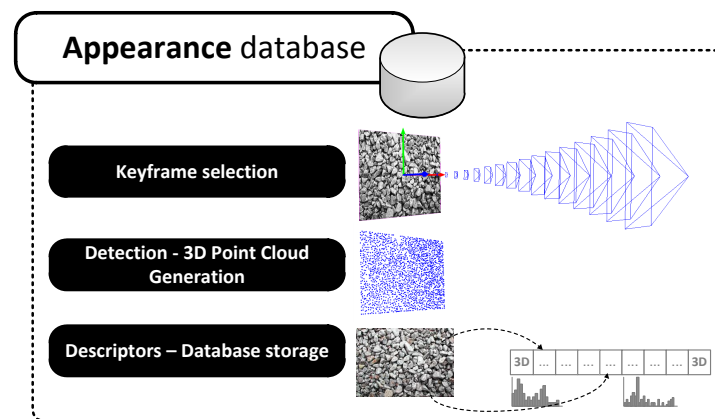 Appearance database
Keyframe selection
Detection - 3D Point Cloud
Generation
Descriptors – Database storage
3D ... ... ... ... ... ... 3D